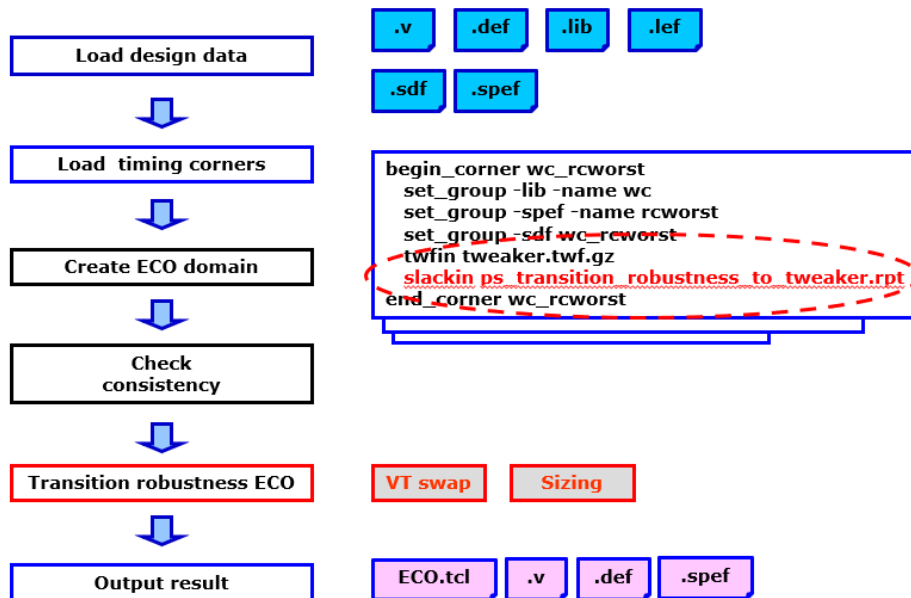 Load design data
.v
.def
.lib
.lef
.sdf
.spef
Load timing corners
begin_corner wc_rcworst
set_group -lib -name wc
set_group -spef -name rcworst
set_group -sdf wc_rcworst
twfin tweaker.twf.gz
slackin ps_transition_robustness_to_tweaker.rpt
end_corner wc_rcworst
Create ECO domain
Check
consistency
Transition robustness ECO
VT swap
Sizing
Output result
ECO.tcl
.v
.def
.spef